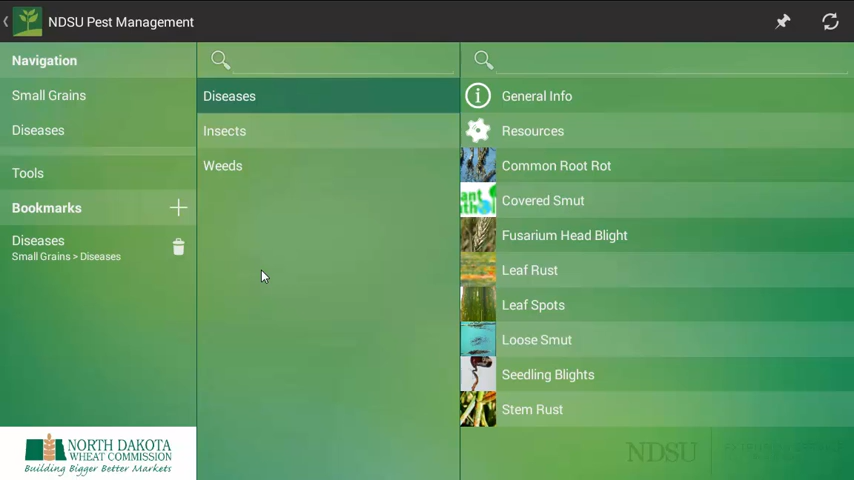 NDSU Pest Management
Navigation
Small Grains
Diseases
Tools
Bookmarks
Diseases
Small Grains > Diseases
NORTH DAKOTA
WHEAT COMMISSION
Building Bigger Better Markets
Diseases
Insects
Weeds
General Info
Resources
Common Root Rot
Covered Smut
Fusarium Head Blight
Leaf Rust
Leaf Spots
Loose Smut
Seedling Blights
Stem Rust
NDSU